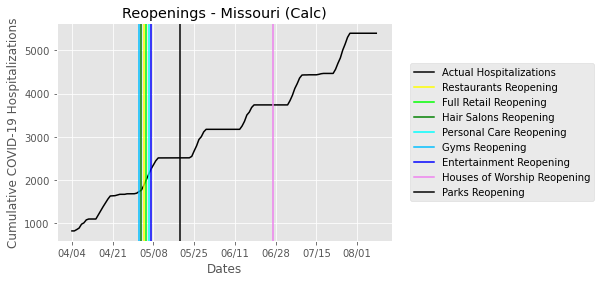 Reopenings - Missouri (Calc)
Cumulative COVID-19 Hospitalizations
5000
4000
3000
2000
1000
04/04 04/21 05/08 05/25 06/11 06/28 07/15 08/01
Dates
Actual Hospitalizations
Restaurants Reopening
Full Retail Reopening
Hair Salons Reopening
Personal Care Reopening
Gyms Reopening
Entertainment Reopening
Houses of Worship Reopening
Parks Reopening